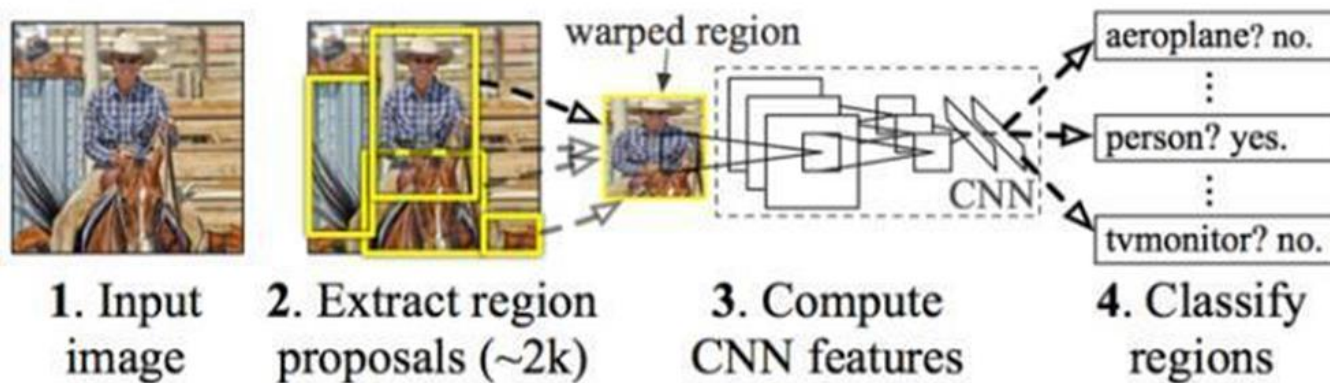 warped region
aeroplane? no.
person? yes.
CNN
tvmonitor? no.
1. Input
image
2. Extract region
proposals (~2k)
3. Compute
CNN features
4. Classify
regions